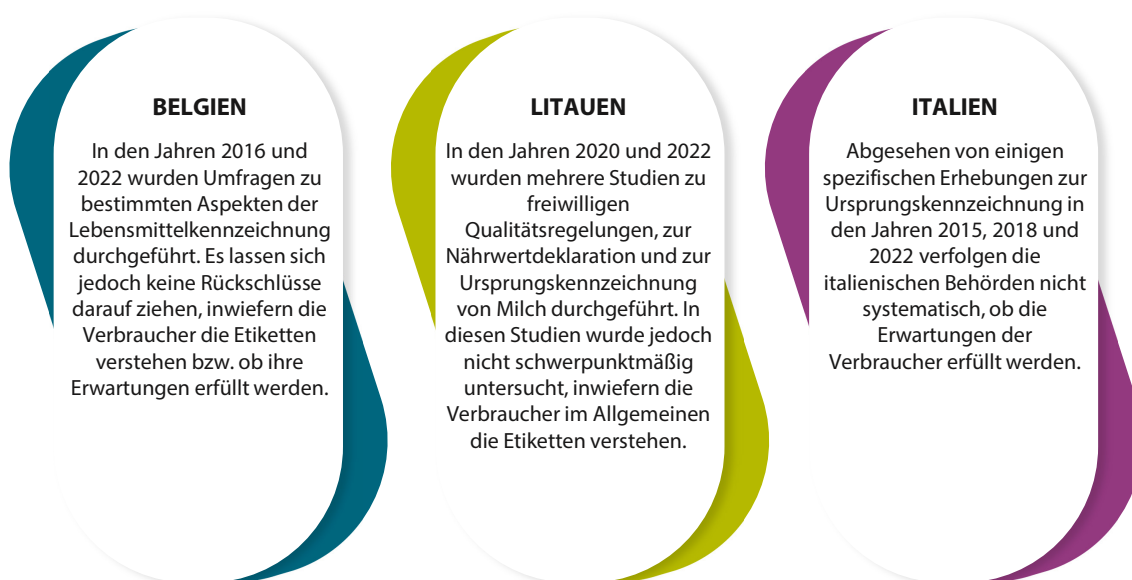 BELGIEN
In den Jahren 2016 und
2022 wurden Umfragen zu
bestimmten Aspekten der
Lebensmittelkennzeichnung
durchgeführt. Es lassen sich
jedoch keine Rückschlüsse
darauf ziehen, inwiefern die
Verbraucher die Etiketten
verstehen bzw. ob ihre
Erwartungen erfüllt werden.
LITAUEN
In den Jahren 2020 und 2022
wurden mehrere Studien zu
freiwilligen
Qualitätsregelungen, zur
Nährwertdeklaration und zur
Ursprungskennzeichnung
von Milch durchgeführt. In
diesen Studien wurde jedoch
nicht schwerpunktmäßig
untersucht, inwiefern die
Verbraucher im Allgemeinen
die Etiketten verstehen.
ITALIEN
Abgesehen von einigen
spezifischen Erhebungen zur
Ursprungskennzeichnung in
den Jahren 2015, 2018 und
2022 verfolgen die
italienischen Behörden nicht
systematisch, ob die
Erwartungen der
Verbraucher erfüllt werden.